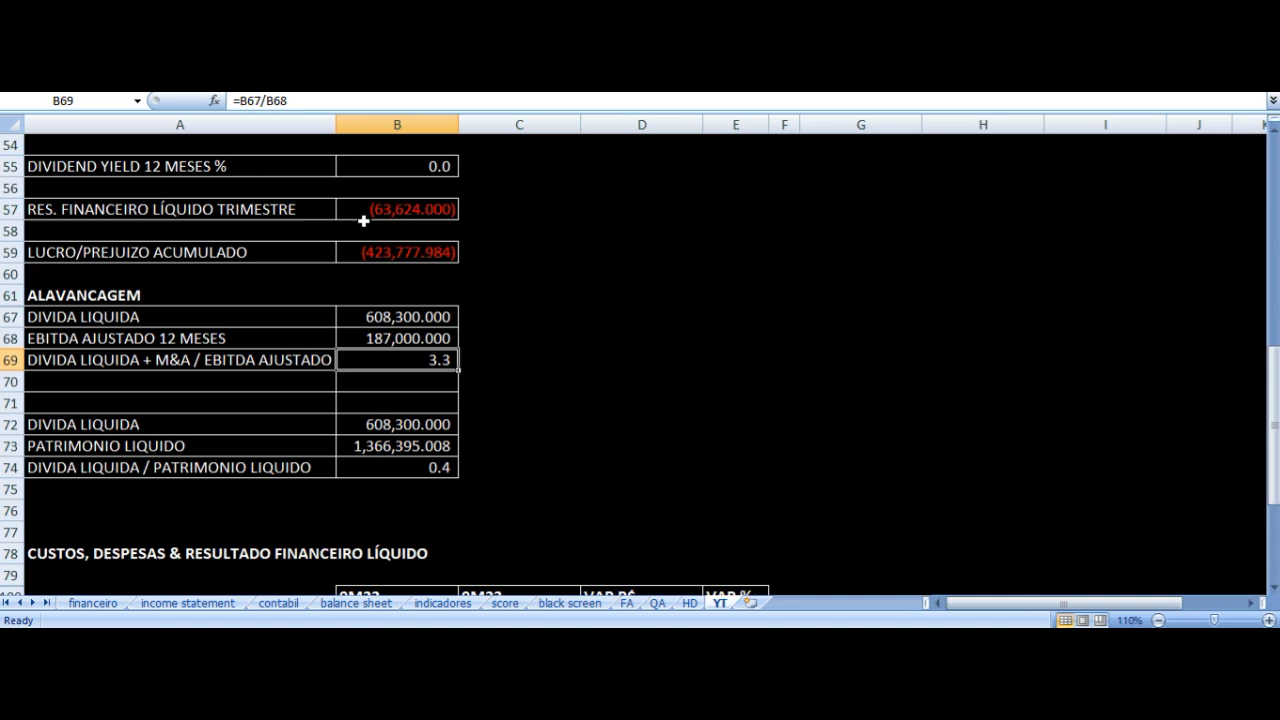 B69 fx =B67/B68
A B C D E F G H I J K
54
55 DIVIDEND YIELD 12 MESES % 0.0
56
57 RES. FINANCEIRO LÍQUIDO TRIMESTRE (63,624.000)
58
59 LUCRO/PREJUIZO ACUMULADO (423,777.984)
60
61 ALAVANCAGEM
67 DIVIDA LIQUIDA 608,300.000
68 EBITDA AJUSTADO 12 MESES 187,000.000
69 DIVIDA LIQUIDA + M&A / EBITDA AJUSTADO 3.3
70
71
72 DIVIDA LIQUIDA 608,300.000
73 PATRIMONIO LIQUIDO 1,366,395.008
74 DIVIDA LIQUIDA / PATRIMONIO LIQUIDO 0.4
75
76
77
78 CUSTOS, DESPESAS & RESULTADO FINANCEIRO LÍQUIDO
79
VAR R$ VAR %
financeiro income statement contabil balance sheet indicadores score black screen FA QA HD YT
Ready 110%